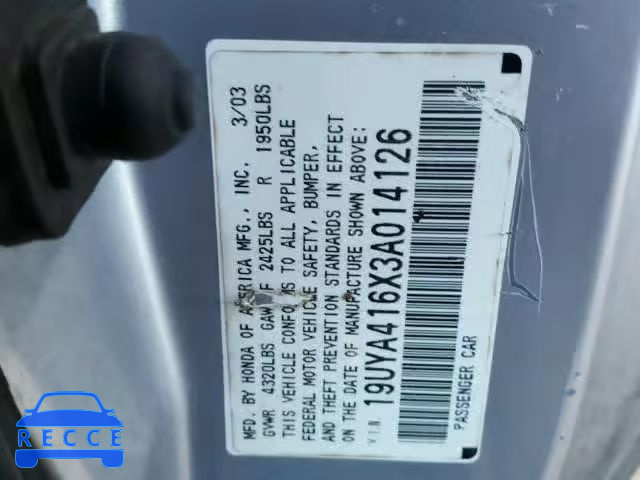 MFD. BY HONDA OF AMERICA MFG., INC. 3/03
GVWR 4320LBS GAWR F 2425LBS R 1950LBS
THIS VEHICLE CONFORMS TO ALL APPLICABLE
FEDERAL MOTOR VEHICLE SAFETY, BUMPER,
AND THEFT PREVENTION STANDARDS IN EFFECT
ON THE DATE OF MANUFACTURE SHOWN ABOVE:
V.I.N. 19UYA416X3A014126
PASSENGER CAR
RECCE